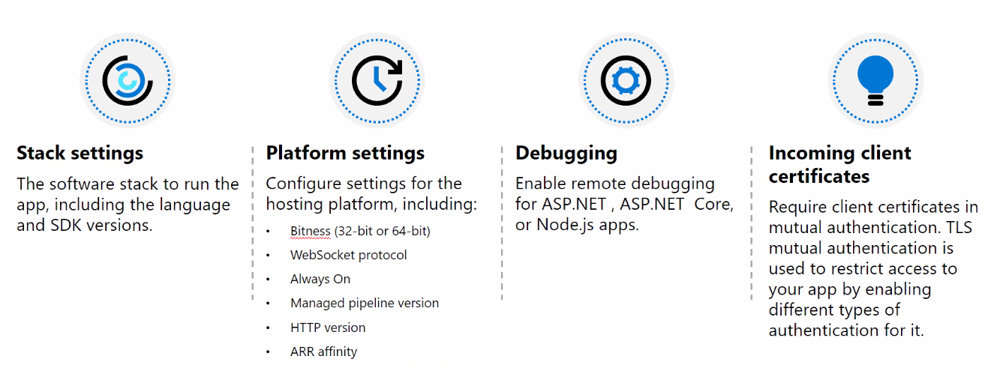 Stack settings
The software stack to run the
app, including the language
and SDK versions.
Platform settings
Configure settings for the
hosting platform, including:
• Bitness (32-bit or 64-bit)
• WebSocket protocol
• Always On
• Managed pipeline version
• HTTP version
• ARR affinity
Debugging
Enable remote debugging
for ASP.NET , ASP.NET  Core,
or Node.js apps.
Incoming client
certificates
Require client certificates in
mutual authentication. TLS
mutual authentication is
used to restrict access to
your app by enabling
different types of
authentication for it.